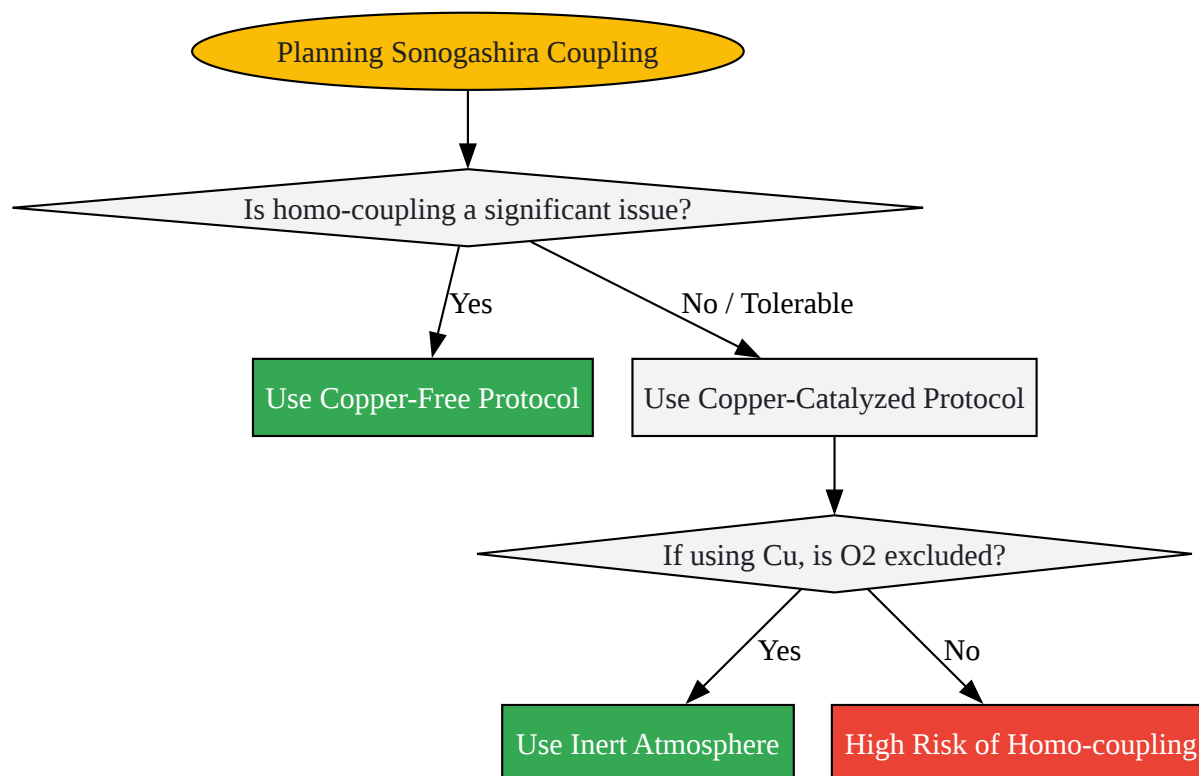 Planning Sonogashira Coupling
Is homo-coupling a significant issue?
Yes
No / Tolerable
Use Copper-Free Protocol
Use Copper-Catalyzed Protocol
If using Cu, is O2 excluded?
Yes
No
Use Inert Atmosphere
High Risk of Homo-coupling